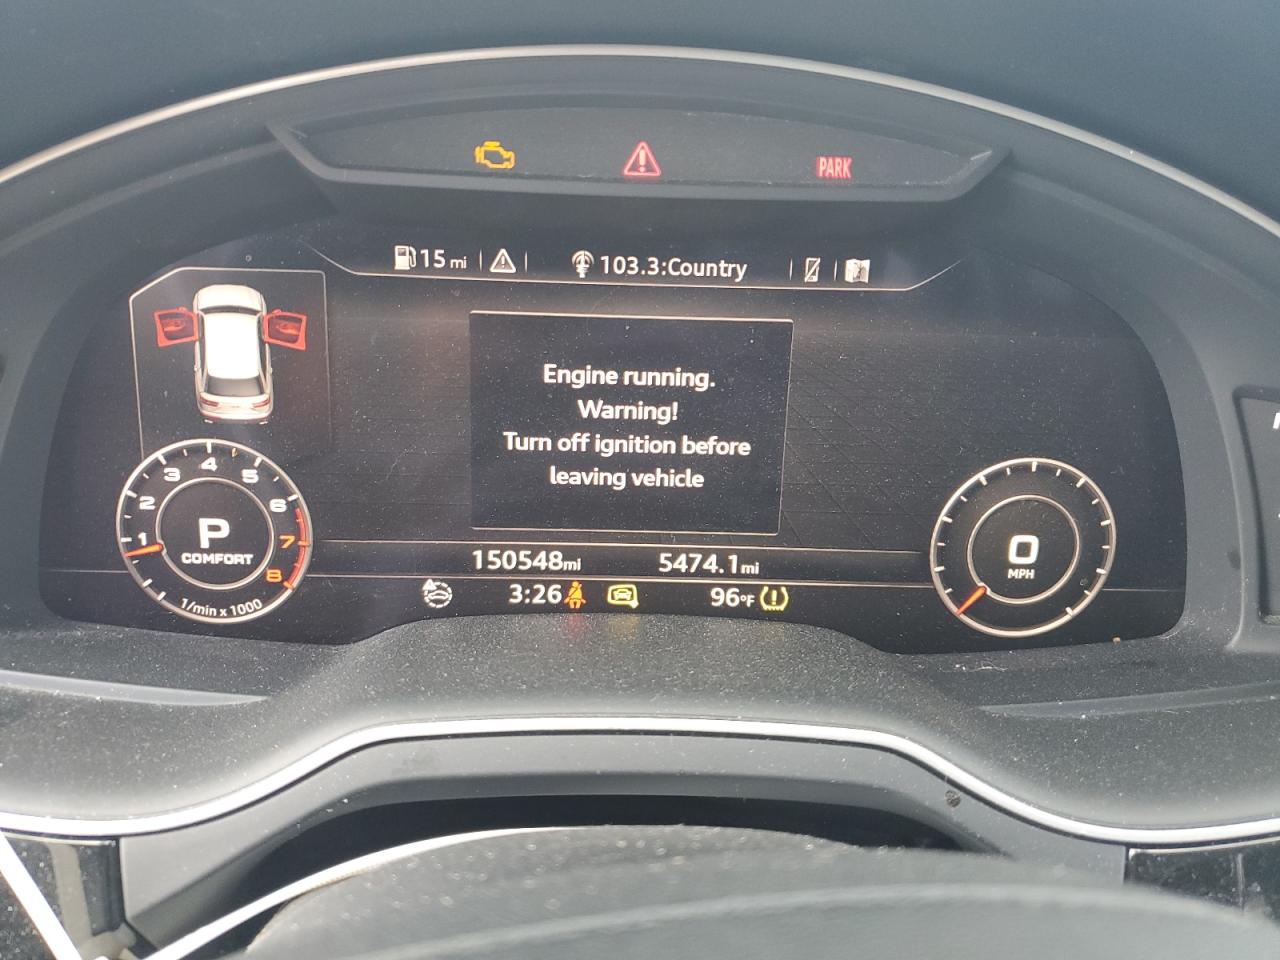 PARK
15 mi
103.3:Country
Engine running.
Warning!
Turn off ignition before
leaving vehicle
1 2 3 4 5 6 7 8
P
COMFORT
1/min x 1000
0
MPH
150548mi 5474.1mi
3:26 96°F